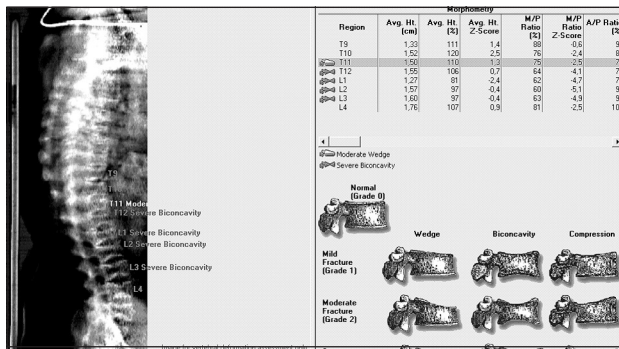 Morphometry
Region Avg. Ht. (cm) Avg. Ht. (%) Avg. Ht. Z-Score M/P Ratio (%) M/P Ratio Z-Score A/P Ratio
T9 1,33 111 1,4 88 -0,6
T10 1,52 120 2,5 76 -2,4
T11 1,50 110 1,3 75 -2,5
T12 1,55 106 0,7 64 -4,1
L1 1,27 81 -2,4 62 -4,7
L2 1,57 97 -0,4 60 -5,1
L3 1,60 97 -0,4 63 -4,9
L4 1,76 107 0,9 81 -2,5
Moderate Wedge
Severe Biconcavity
T9
T11 Moder
T12 Severe Biconcavity
L1 Severe Biconcavity
L2 Severe Biconcavity
L3 Severe Biconcavity
L4
Normal
(Grade 0)
Wedge Biconcavity Compression
Mild
Fracture
(Grade 1)
Moderate
Fracture
(Grade 2)